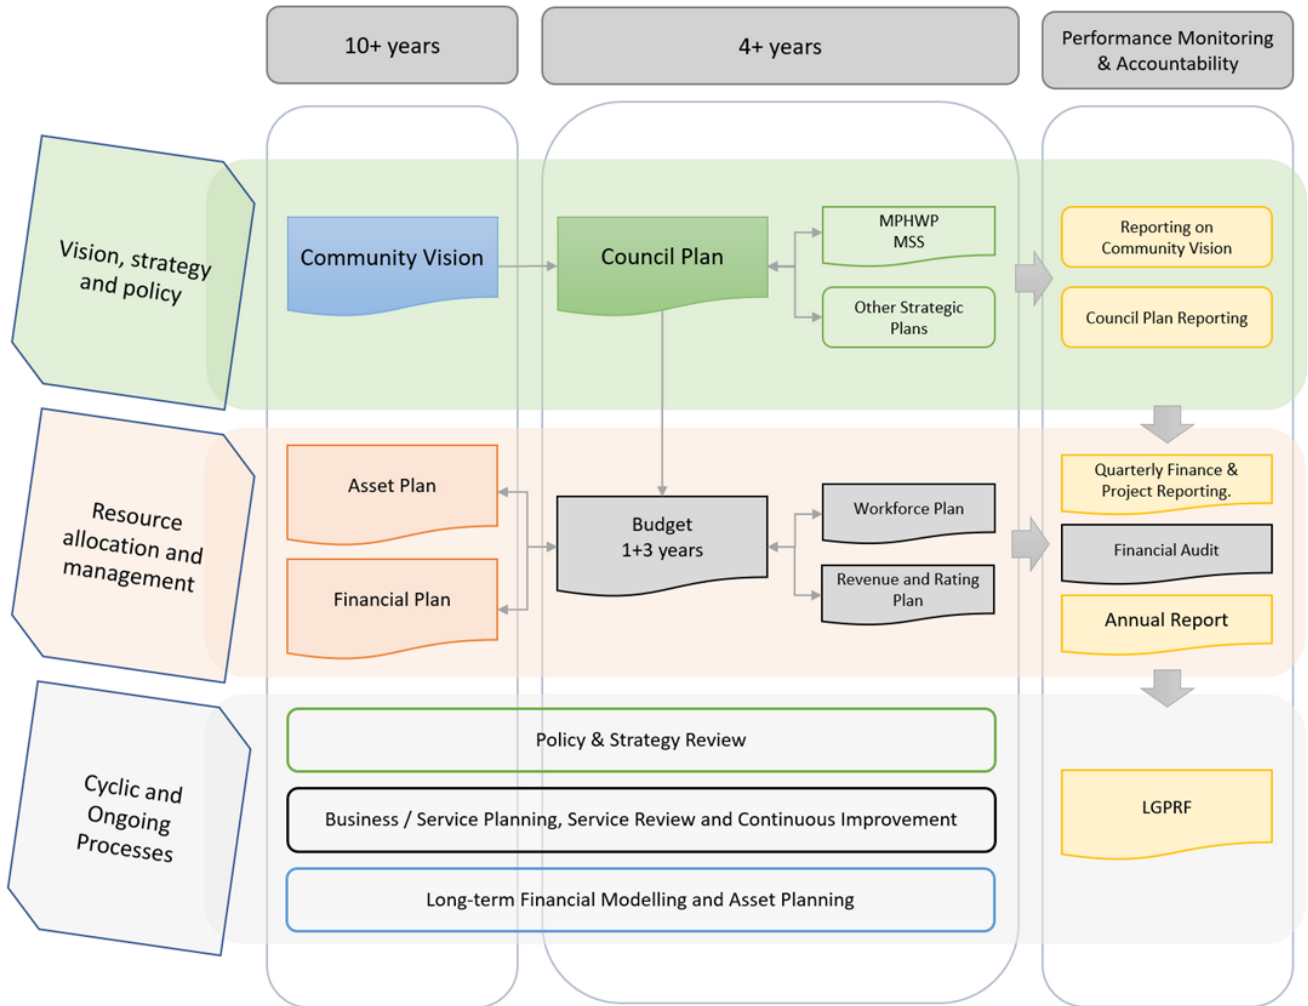 10+ years
4+ years
Performance Monitoring
& Accountability
Vision, strategy
and policy
Community Vision
Council Plan
MPHWP
MSS
Other Strategic
Plans
Reporting on
Community Vision
Council Plan Reporting
Resource
allocation and
management
Asset Plan
Financial Plan
Budget
1+3 years
Workforce Plan
Revenue and Rating
Plan
Quarterly Finance &
Project Reporting.
Financial Audit
Annual Report
Cyclic and
Ongoing
Processes
Policy & Strategy Review
Business / Service Planning, Service Review and Continuous Improvement
Long-term Financial Modelling and Asset Planning
LGPRF